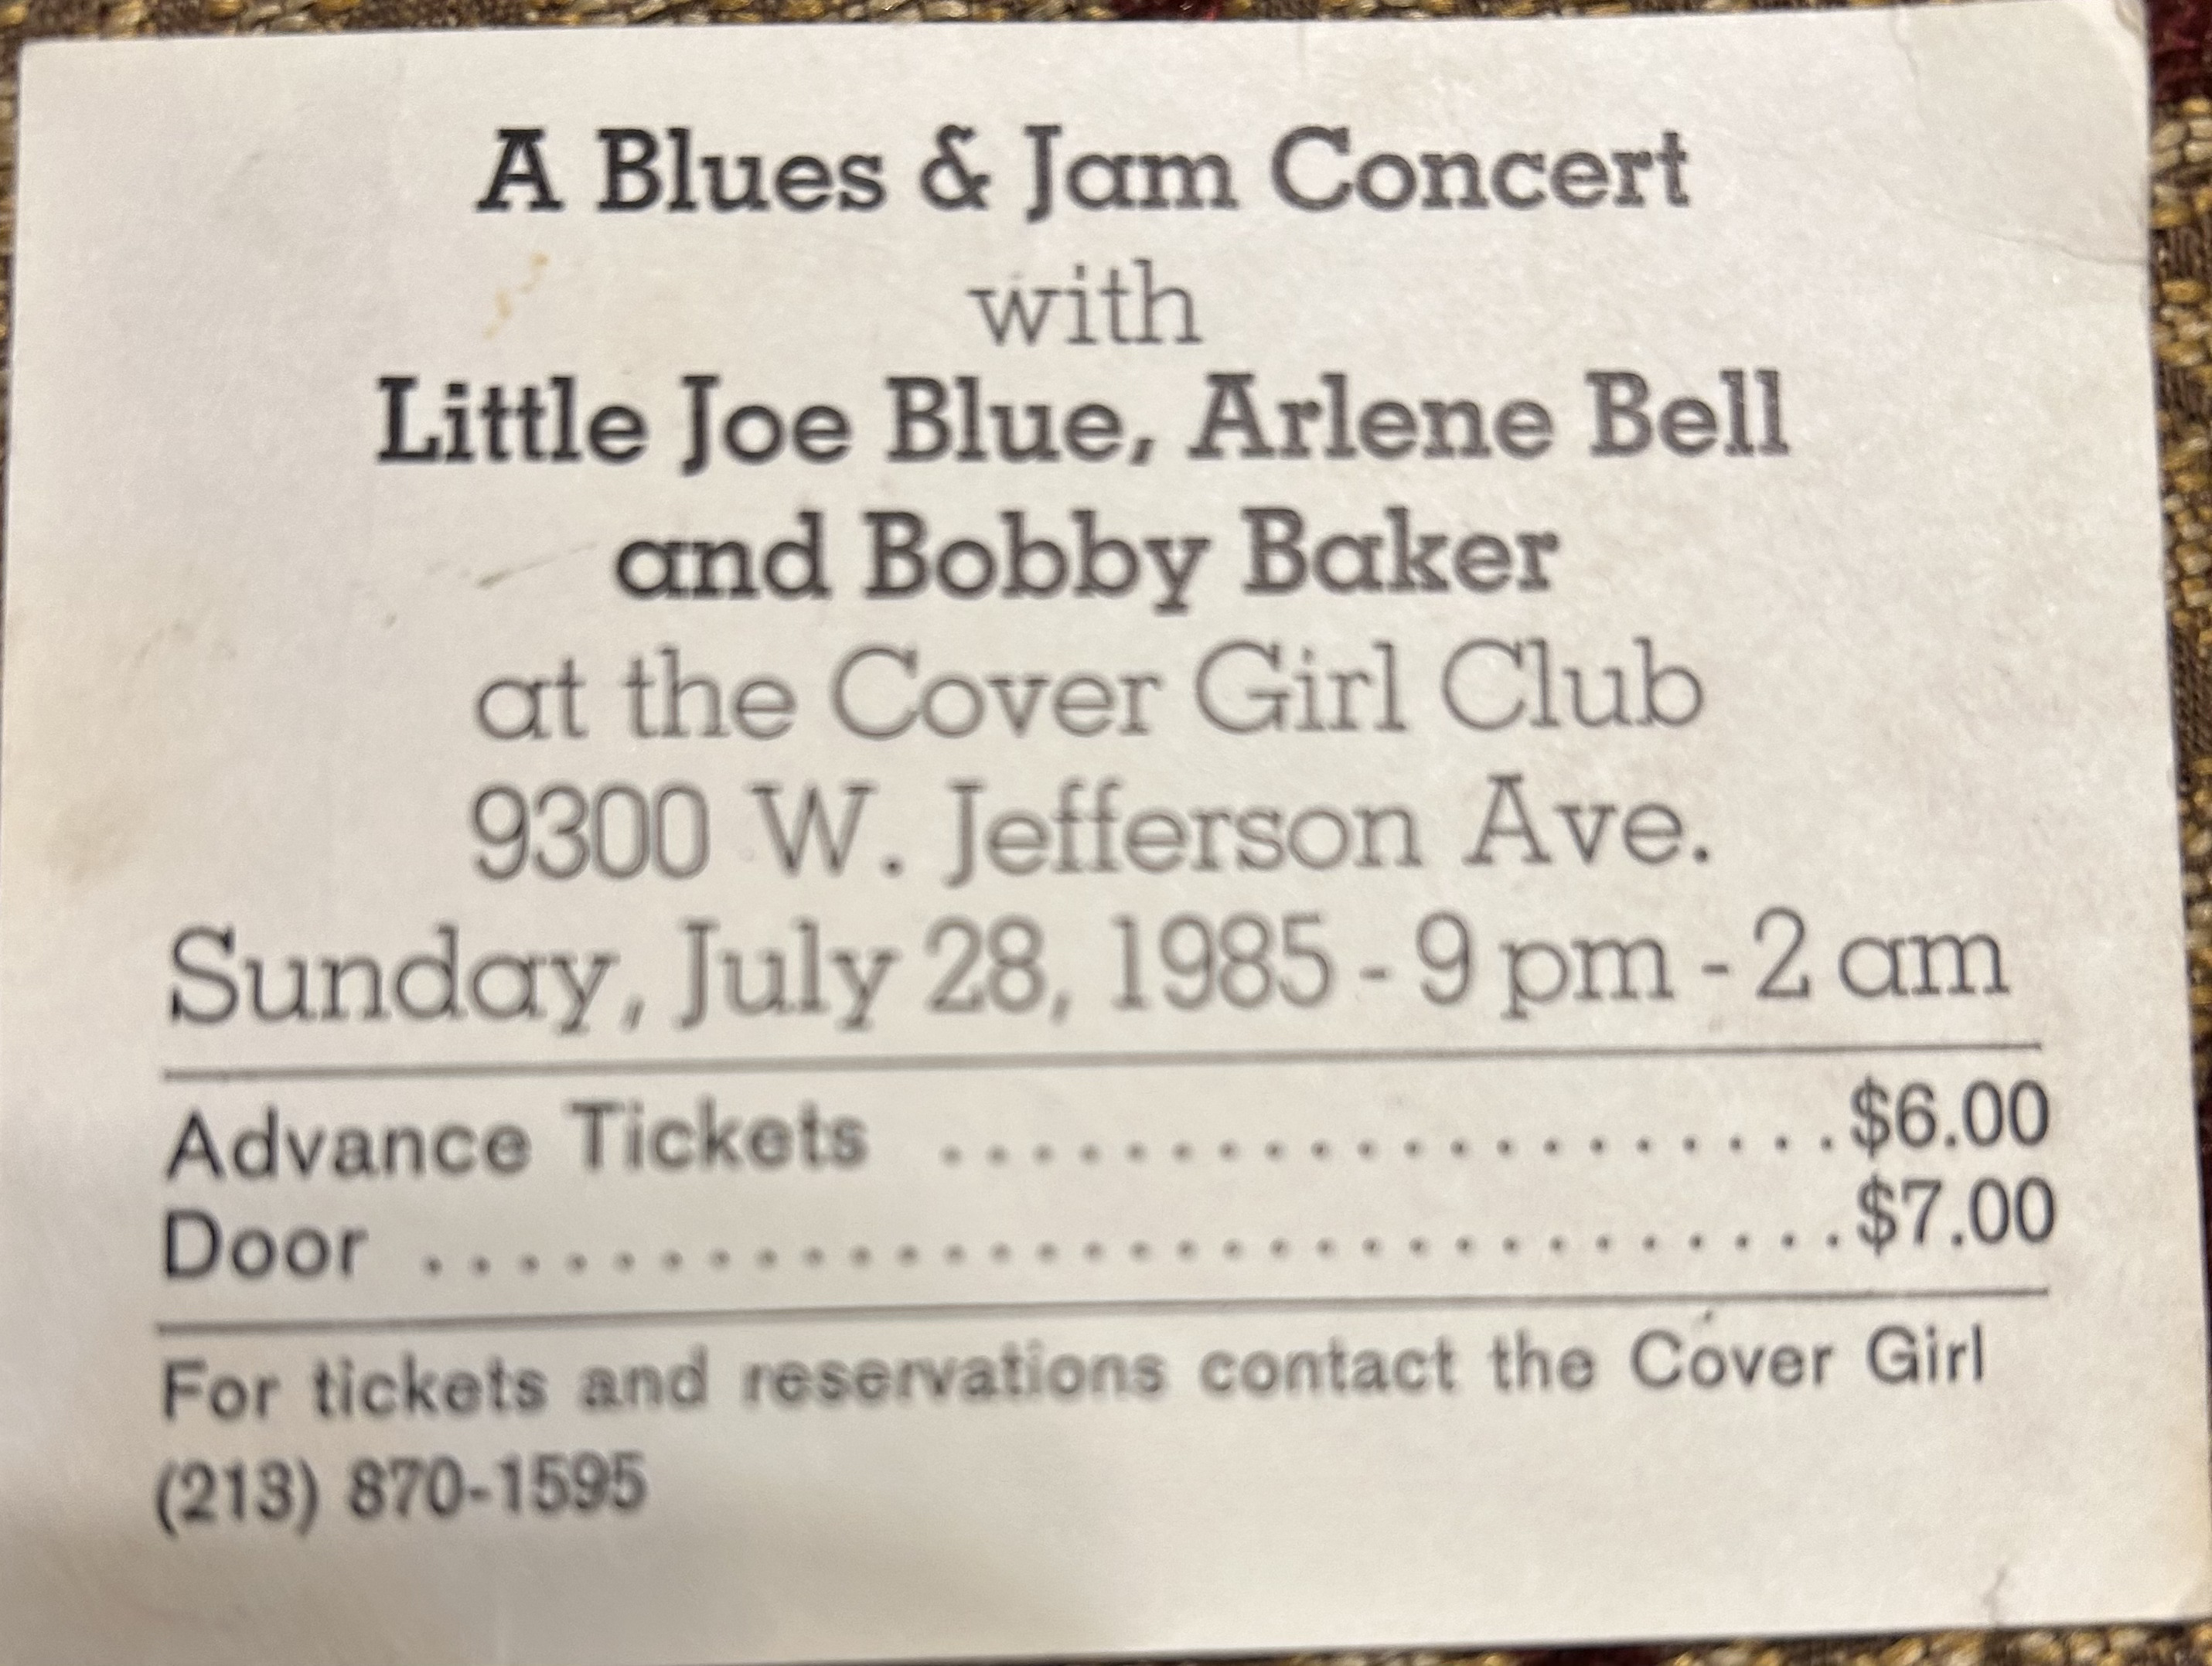 A Blues & Jam Concert
with
Little Joe Blue, Arlene Bell
and Bobby Baker
at the Cover Girl Club
9300 W. Jefferson Ave.
Sunday, July 28, 1985 - 9 pm - 2 am
Advance Tickets ....................$6.00
Door ...............................$7.00
For tickets and reservations contact the Cover Girl
(213) 870-1595